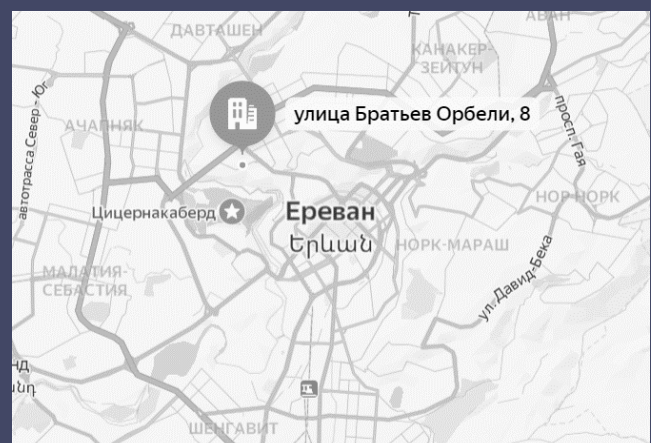 ДАВТАШЕН
АВАН
КАНАКЕР-
ЗЕЙТУН
улица Братьев Орбели, 8
автотрасса Север - Юг
АЧАПНЯК
просп. Гая
Цицернакаберд
Ереван
Երևան
НОР-НОРК
НОРК-МАРАШ
МАЛАТИЯ-
СЕБАСТИЯ
ул. Давид-Бека
ШЕНГАВИТ